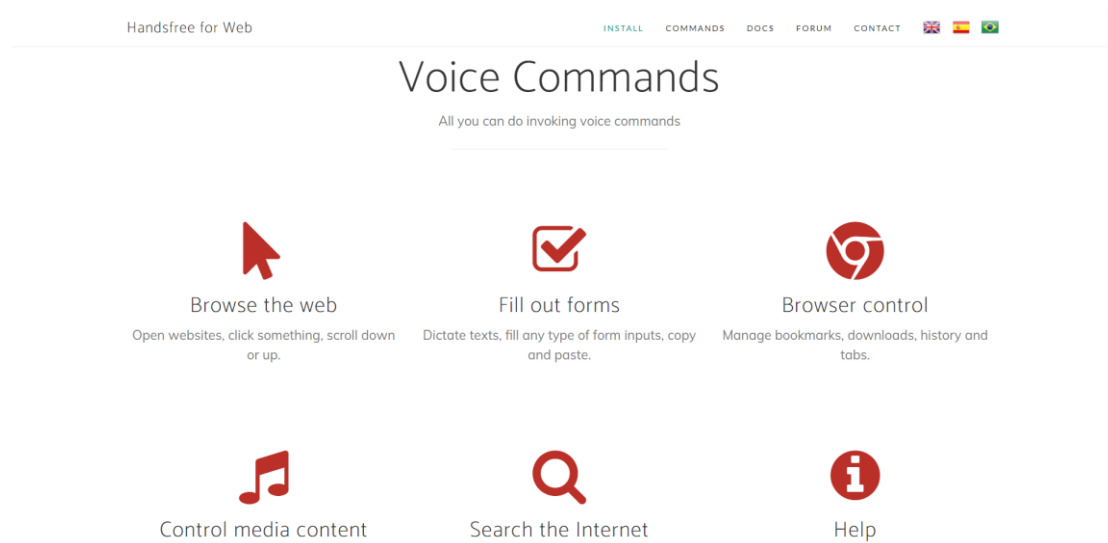 Handsfree for Web
INSTALL COMMANDS DOCS FORUM CONTACT
Voice Commands
All you can do invoking voice commands
Browse the web
Open websites, click something, scroll down
or up.
Fill out forms
Dictate texts, fill any type of form inputs, copy
and paste.
Browser control
Manage bookmarks, downloads, history and
tabs.
Control media content
Search the Internet
Help